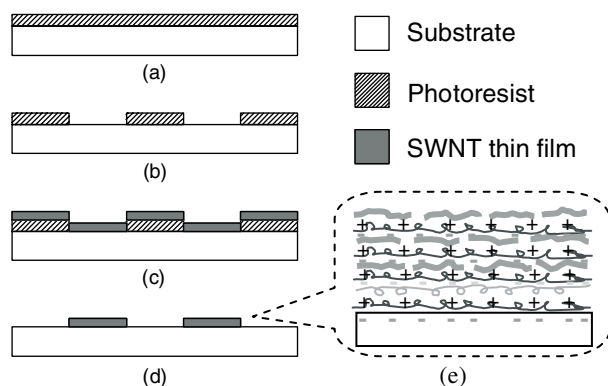 Substrate
(a)
Photoresist
(b)
SWNT thin film
(c)
(d)
(e)